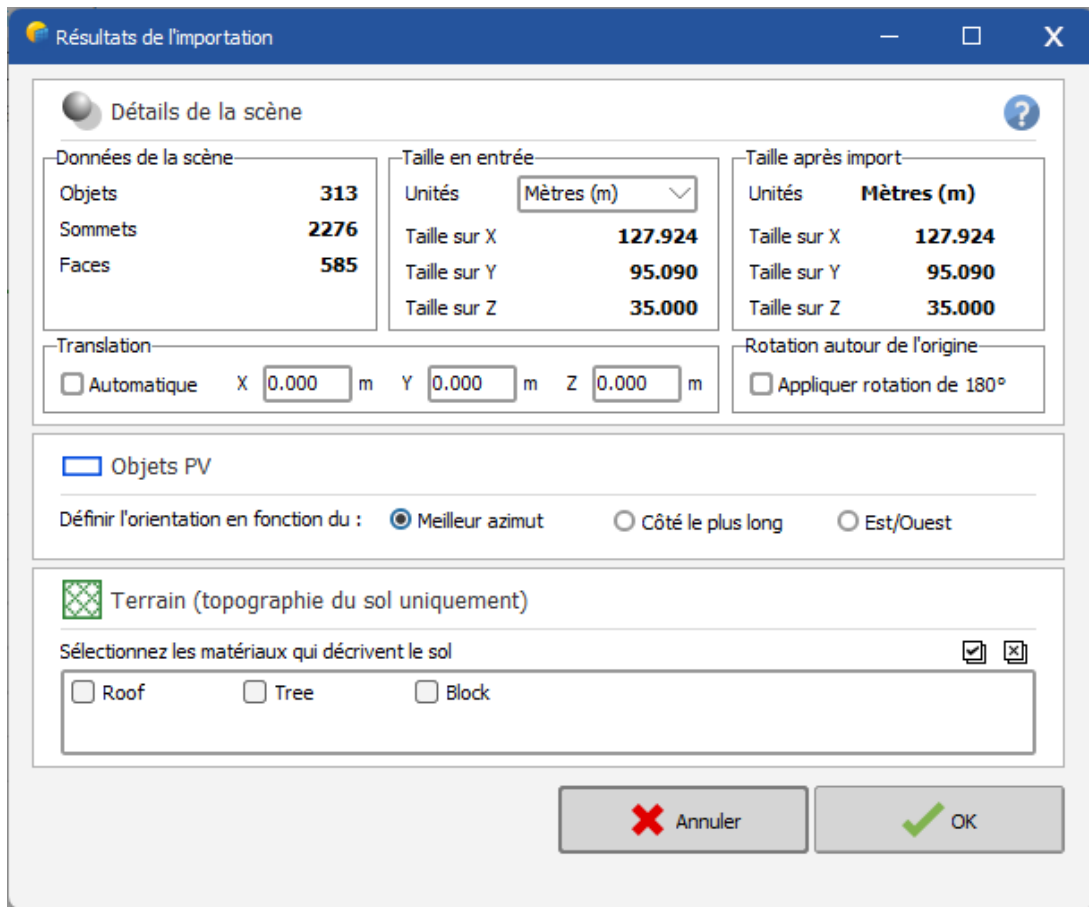 Résultats de l'importation
Détails de la scène
Données de la scène
Objets 313
Sommets 2276
Faces 585
Taille en entrée
Unités Mètres (m)
Taille sur X 127.924
Taille sur Y 95.090
Taille sur Z 35.000
Taille après import
Unités Mètres (m)
Taille sur X 127.924
Taille sur Y 95.090
Taille sur Z 35.000
Translation
Automatique X 0.000 m Y 0.000 m Z 0.000 m
Rotation autour de l'origine
Appliquer rotation de 180°
Objets PV
Définir l'orientation en fonction du : Meilleur azimut Côté le plus long Est/Ouest
Terrain (topographie du sol uniquement)
Sélectionnez les matériaux qui décrivent le sol
Roof Tree Block
Annuler OK